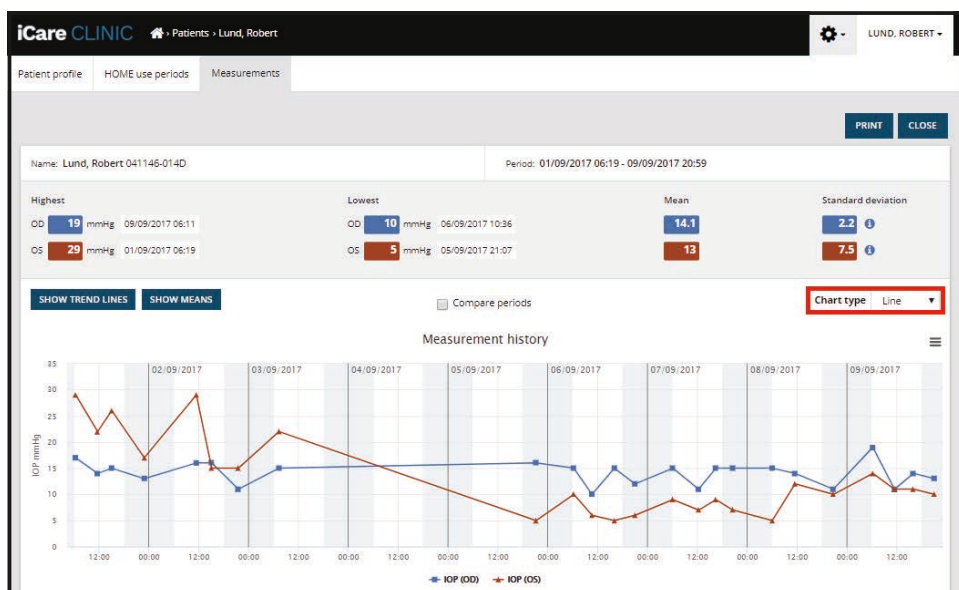 iCare CLINIC › Patients › Lund, Robert LUND, ROBERT
Patient profile HOME use periods Measurements
PRINT CLOSE
Name: Lund, Robert 041146-014D Period: 01/09/2017 06:19 - 09/09/2017 20:59
Highest Lowest Mean Standard deviation
OD 19 mmHg 09/09/2017 06:11 OD 10 mmHg 06/09/2017 10:36 14.1 2.2
OS 29 mmHg 01/09/2017 06:19 OS 5 mmHg 05/09/2017 21:07 13 7.5
SHOW TREND LINES SHOW MEANS Compare periods Chart type Line
Measurement history
02/09/2017 03/09/2017 04/09/2017 05/09/2017 06/09/2017 07/09/2017 08/09/2017 09/09/2017
IOP mmHg
35
30
25
20
15
10
5
0
12:00 00:00 12:00 00:00 12:00 00:00 12:00 00:00 12:00 00:00 12:00 00:00 12:00 00:00 12:00 00:00 12:00
IOP (OD) IOP (OS)